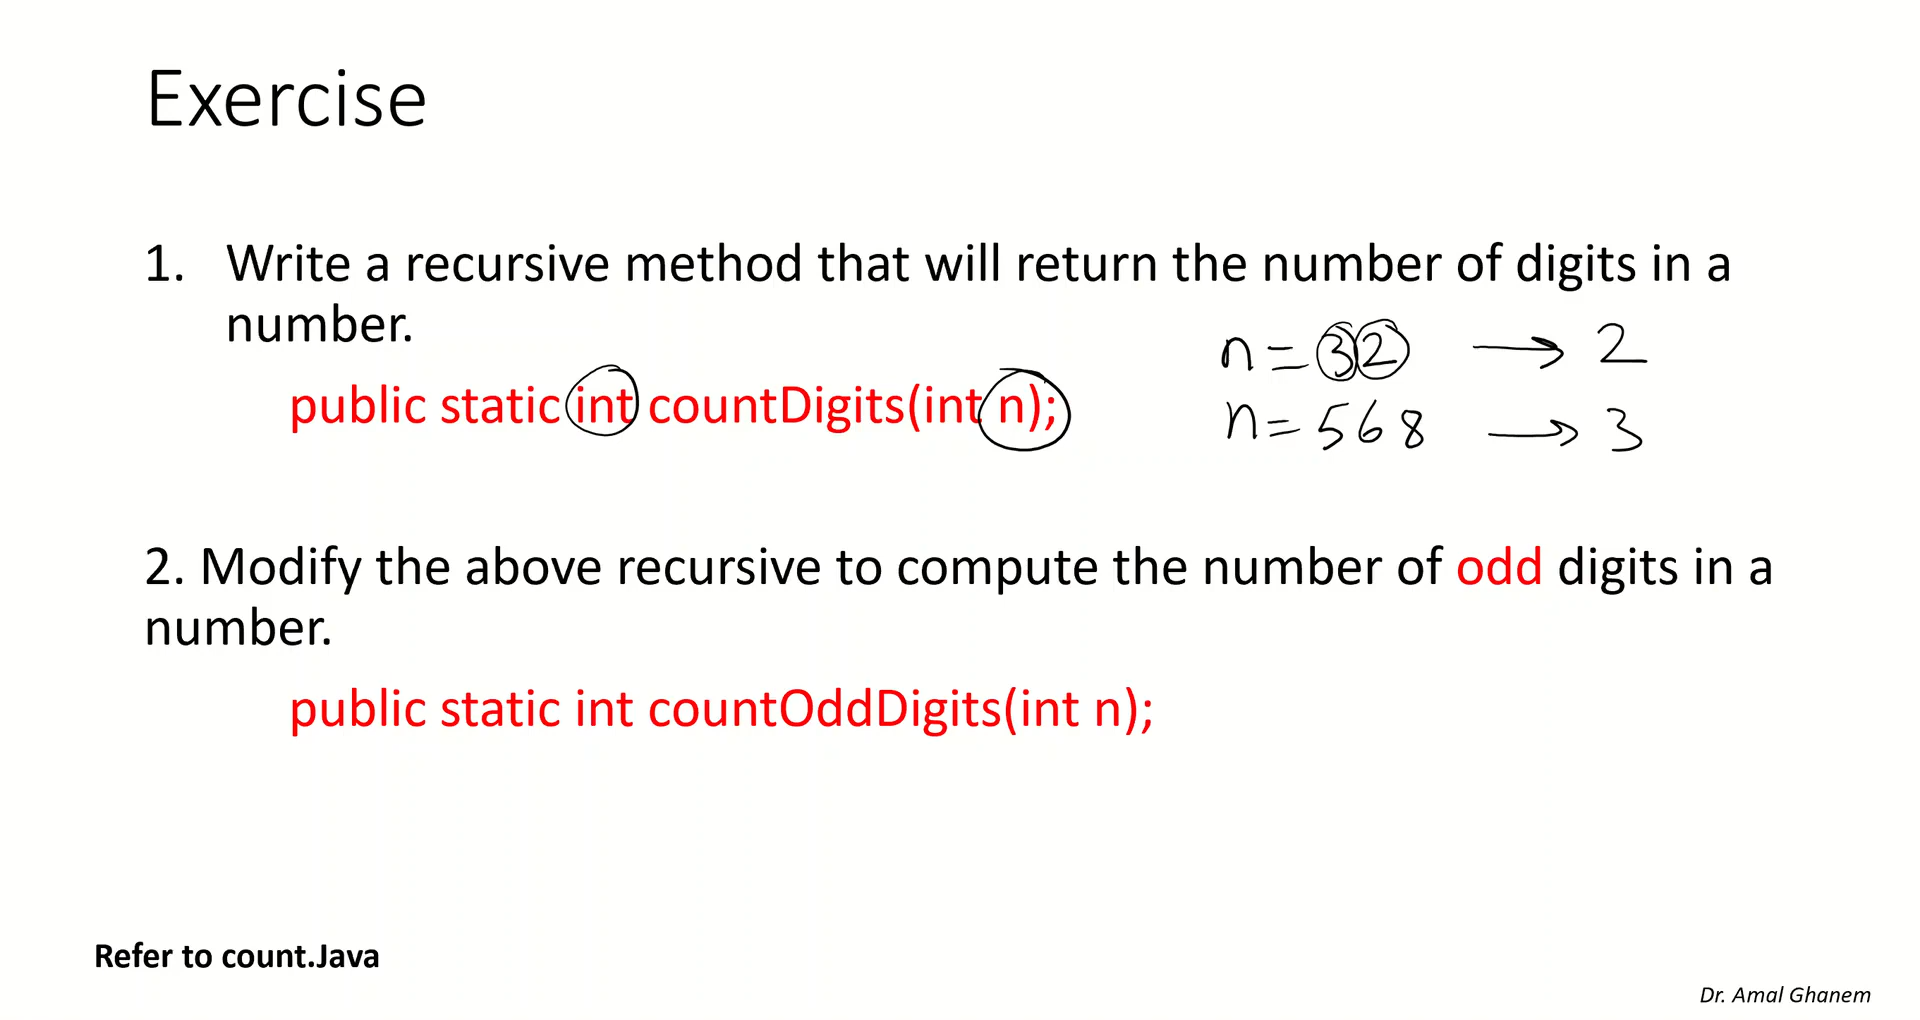 Exercise
1. Write a recursive method that will return the number of digits in a
number.
n = 32 → 2
public static int countDigits(int n);
n = 568 → 3
2. Modify the above recursive to compute the number of odd digits in a
number.
public static int countOddDigits(int n);
Refer to count.Java
Dr. Amal Ghanem